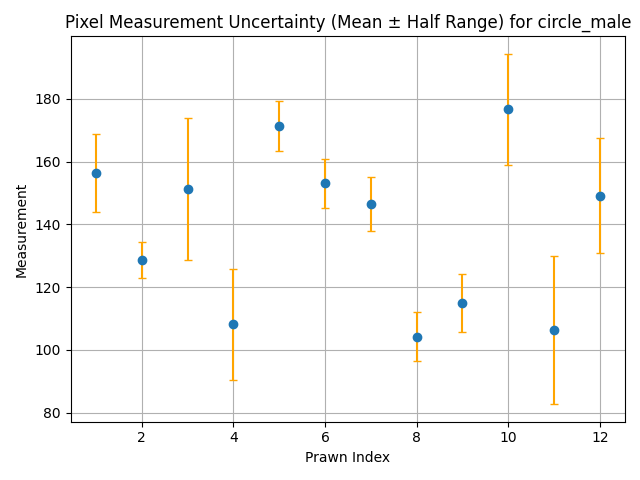 Pixel Measurement Uncertainty (Mean ± Half Range) for circle_male
180
160
140
120
100
80
Measurement
2 4 6 8 10 12
Prawn Index